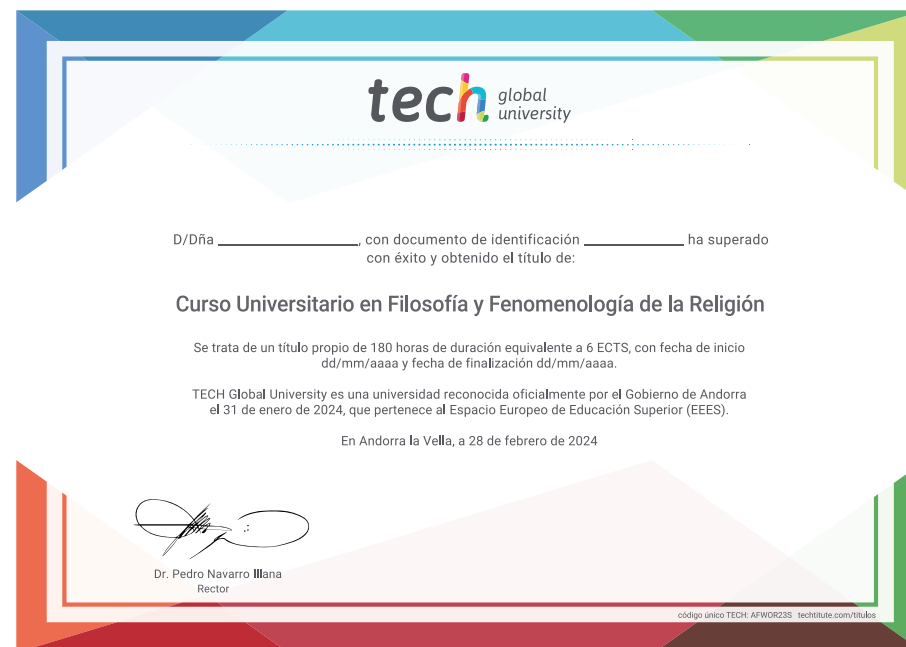 tech global university
D/Dña ______________, con documento de identificación __________ ha superado
con éxito y obtenido el título de:
Curso Universitario en Filosofía y Fenomenología de la Religión
Se trata de un título propio de 180 horas de duración equivalente a 6 ECTS, con fecha de inicio
dd/mm/aaaa y fecha de finalización dd/mm/aaaa.
TECH Global University es una universidad reconocida oficialmente por el Gobierno de Andorra
el 31 de enero de 2024, que pertenece al Espacio Europeo de Educación Superior (EEES).
En Andorra la Vella, a 28 de febrero de 2024
Dr. Pedro Navarro Illana
Rector
código único TECH: AFWOR23S techtitute.com/titulos